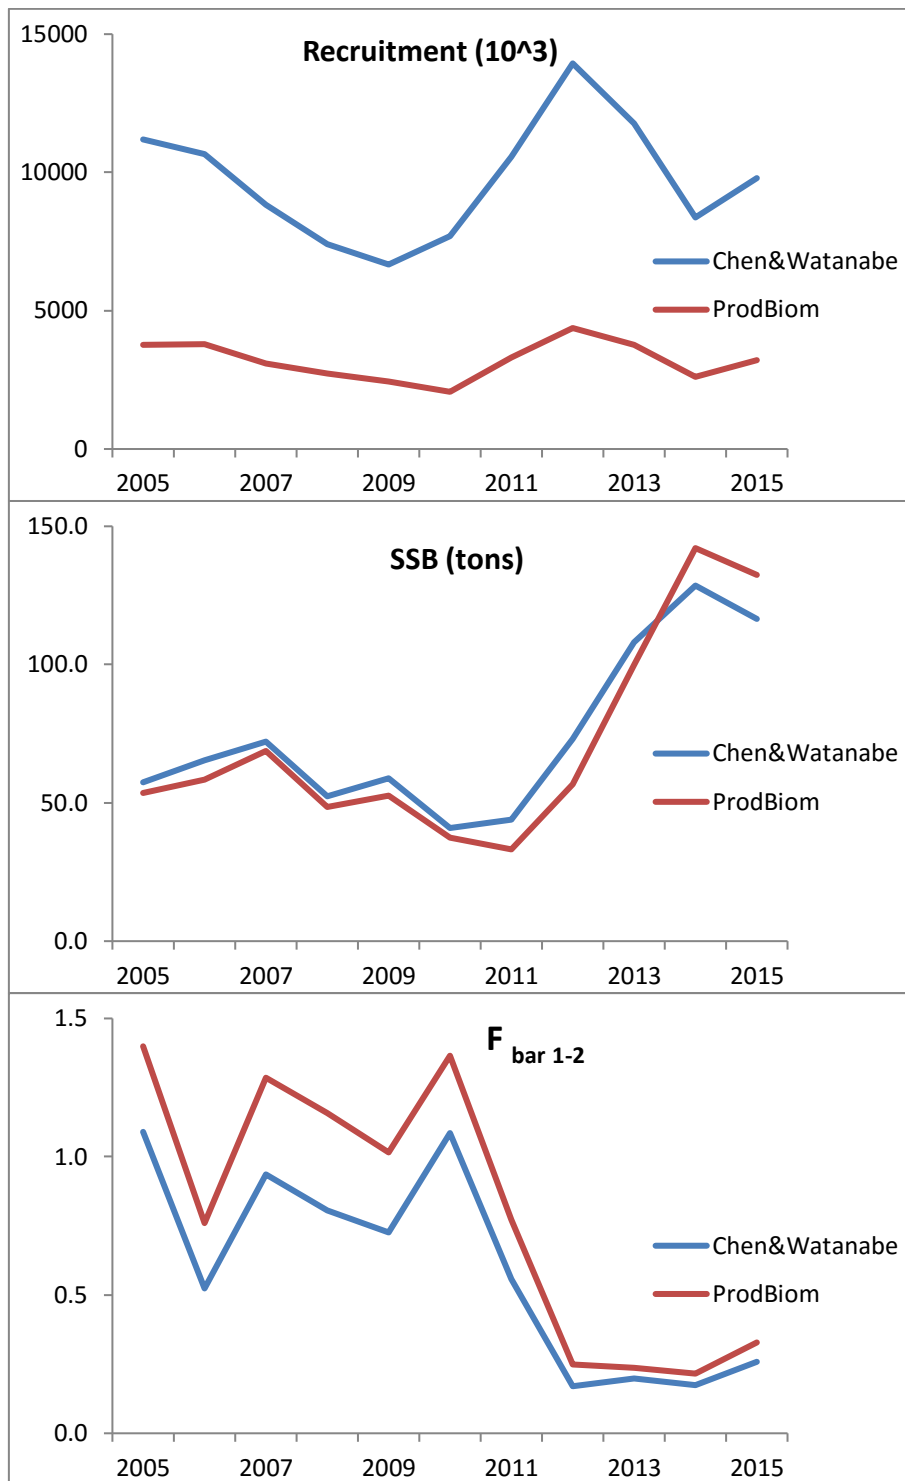 Recruitment (10^3)
15000
10000
5000
0
Chen&Watanabe
ProdBiom
2005 2007 2009 2011 2013 2015
SSB (tons)
150.0
100.0
50.0
0.0
Chen&Watanabe
ProdBiom
2005 2007 2009 2011 2013 2015
F bar 1-2
1.5
1.0
0.5
0.0
Chen&Watanabe
ProdBiom
2005 2007 2009 2011 2013 2015